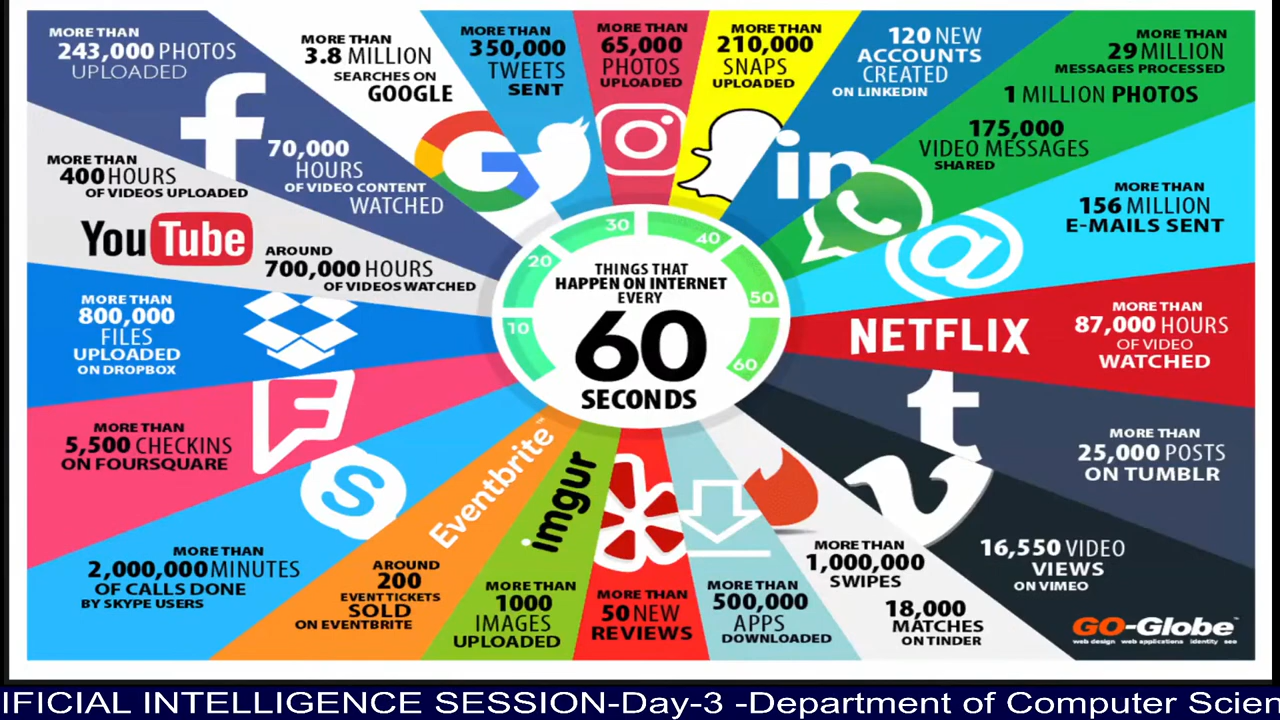 MORE THAN
243,000 PHOTOS
UPLOADED
f
70,000
HOURS
OF VIDEO CONTENT
WATCHED
MORE THAN
3.8 MILLION
SEARCHES ON
GOOGLE
G
MORE THAN
350,000
TWEETS
SENT
MORE THAN
65,000
PHOTOS
UPLOADED
MORE THAN
210,000
SNAPS
UPLOADED
120 NEW
ACCOUNTS
CREATED
ON LINKEDIN
in
MORE THAN
29 MILLION
MESSAGES PROCESSED
1 MILLION PHOTOS
175,000
VIDEO MESSAGES
SHARED
MORE THAN
156 MILLION
E-MAILS SENT
@
NETFLIX
MORE THAN
87,000 HOURS
OF VIDEO
WATCHED
t
MORE THAN
25,000 POSTS
ON TUMBLR
v
16,550 VIDEO
VIEWS
ON VIMEO
MORE THAN
1,000,000
SWIPES
18,000
MATCHES
ON TINDER
MORE THAN
500,000
APPS
DOWNLOADED
MORE THAN
50 NEW
REVIEWS
imgur
MORE THAN
1000
IMAGES
UPLOADED
Eventbrite™
AROUND
200
EVENT TICKETS
SOLD
ON EVENTBRITE
S
MORE THAN
2,000,000 MINUTES
OF CALLS DONE
BY SKYPE USERS
F
MORE THAN
5,500 CHECKINS
ON FOURSQUARE
MORE THAN
800,000
FILES
UPLOADED
ON DROPBOX
MORE THAN
400 HOURS
OF VIDEOS UPLOADED
You Tube
AROUND
700,000 HOURS
OF VIDEOS WATCHED
10
20
30
40
50
60
THINGS THAT
HAPPEN ON INTERNET
EVERY
60
SECONDS
GO-Globe™
web design web applications identity seo
IFICIAL INTELLIGENCE SESSION-Day-3 -Department of Computer Scien